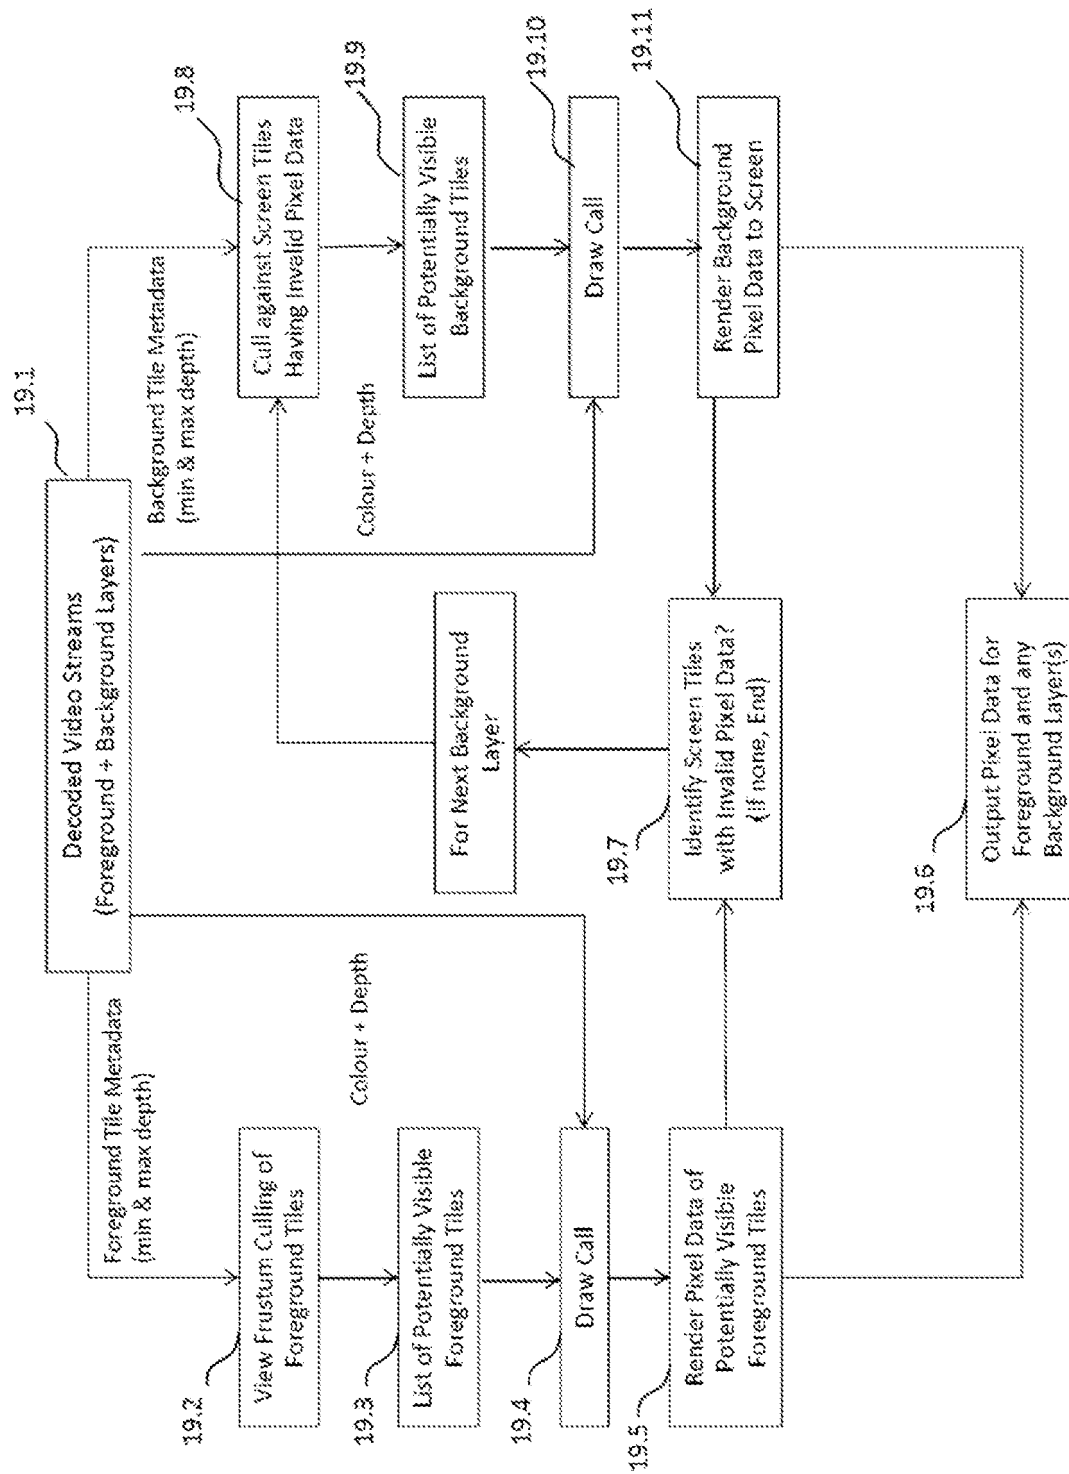 19.1
Decoded Video Streams
(Foreground + Background Layers)
Foreground Tile Metadata
(min & max depth)
Background Tile Metadata
(min & max depth)
19.2
View Frustum Culling of
Foreground Tiles
19.3
List of Potentially Visible
Foreground Tiles
Colour + Depth
19.4
Draw Call
19.5
Render Pixel Data of
Potentially Visible
Foreground Tiles
For Next Background
Layer
19.7
Identify Screen Tiles
with Invalid Pixel Data?
(If none, End)
19.6
Output Pixel Data for
Foreground and any
Background Layer(s)
19.8
Cull against Screen Tiles
Having Invalid Pixel Data
Colour + Depth
19.9
List of Potentially Visible
Background Tiles
19.10
Draw Call
19.11
Render Background
Pixel Data to Screen